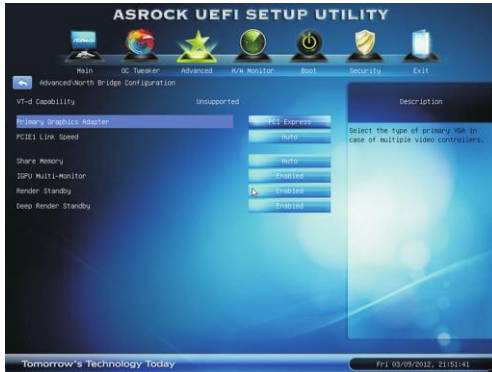 ASROCK UEFI SETUP UTILITY
Main OC Tweaker Advanced H/W Monitor Boot Security Exit
Advanced\North Bridge Configuration
VT-d Capability Unsupported
Description
Primary Graphics Adapter PCI Express
Select the type of primary VGA in
case of multiple video controllers.
PCIE1 Link Speed Auto
Share Memory Auto
IGPU Multi-Monitor Enabled
Render Standby Enabled
Deep Render Standby Enabled
Tomorrow's Technology Today
Fri 03/09/2012, 21:51:41